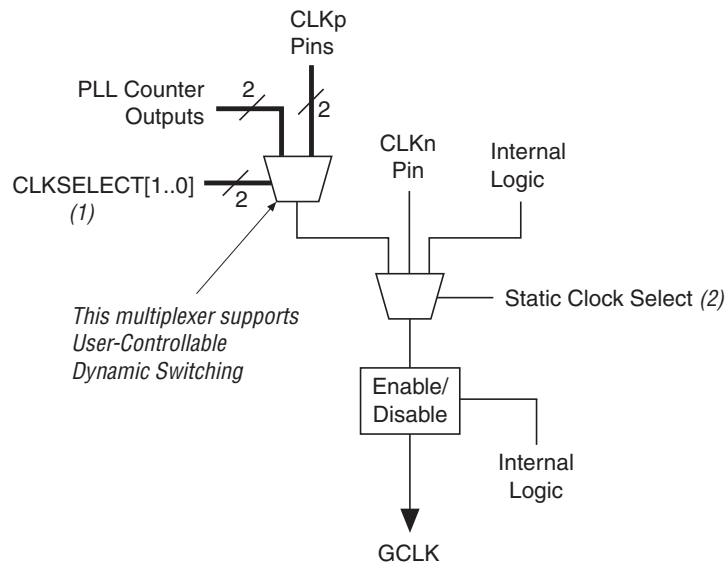 CLKp
Pins
PLL Counter
Outputs
2
2
CLKn
Pin
Internal
Logic
CLKSELECT[1..0]
(1)
2
Static Clock Select (2)
This multiplexer supports
User-Controllable
Dynamic Switching
Enable/
Disable
Internal
Logic
GCLK